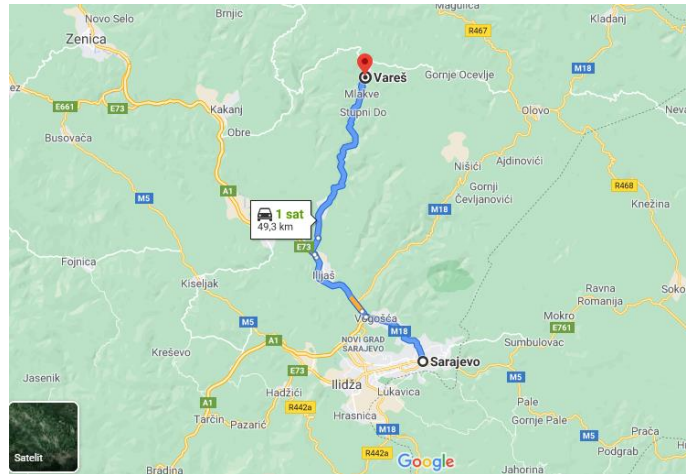 Novo Selo
Brnjic
Magulica
R467
Kladanj
Zenica
Vareš
Gornje Ocevlje
M18
Mlakve
E661
E73
Kakanj
Stupni Do
Olovo
Obre
Busovača
Nišići
Ajdinovići
M5
A1
Gornji
Čevljanovići
R468
Knežina
1 sat
49,3 km
M18
E73
Fojnica
Ilijaš
Kiseljak
Ravna
Romanija
Soko
M5
Vogošća
Mokro
E761
M18
NOVI GRAD
SARAJEVO
Sumbulovac
A1
Kreševo
Sarajevo
E73
M5
Jasenik
Ilidža
Hadžići
Lukavica
Pale
A1
R442a
Hrasnica
Gornje Pale
Tarčin
Pazarić
M18
Prača
Podgrab
Satelit
R442a
Google
Bradina
Jahorina